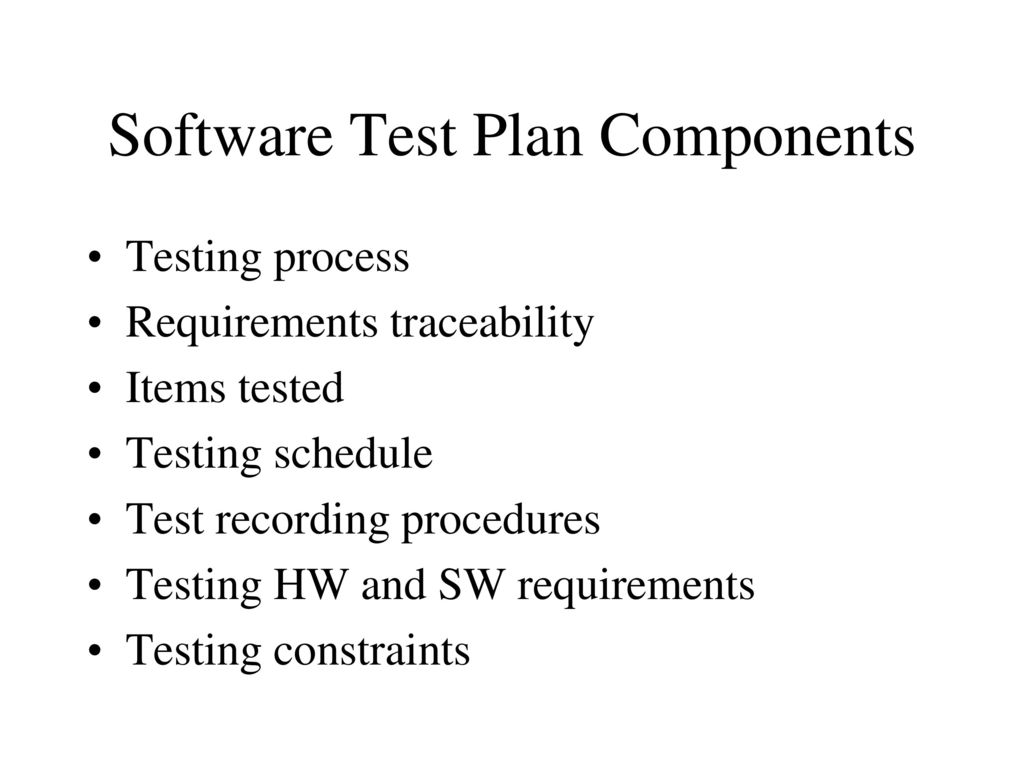 Software Test Plan Components
• Testing process
• Requirements traceability
• Items tested
• Testing schedule
• Test recording procedures
• Testing HW and SW requirements
• Testing constraints